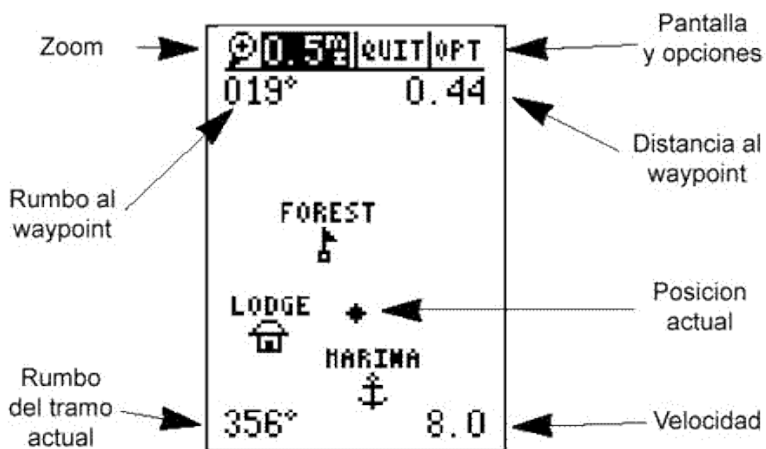 Zoom
0.5mi QUIT OPT
Pantalla
y opciones
019° 0.44
Distancia al
waypoint
Rumbo al
waypoint
FOREST
LODGE
Posicion
actual
MARINA
Rumbo
del tramo
actual
356° 8.0
Velocidad